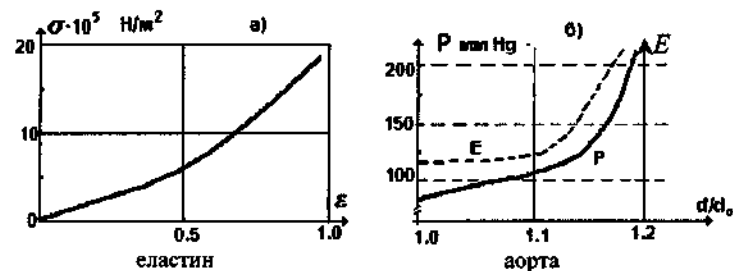 σ·10⁵ Н/м² а)
20
10
0
ε
0.5
1.0
еластин
P мм Hg б)
E
200
150
100
E
P
d/d₀
1.0
1.1
1.2
аорта